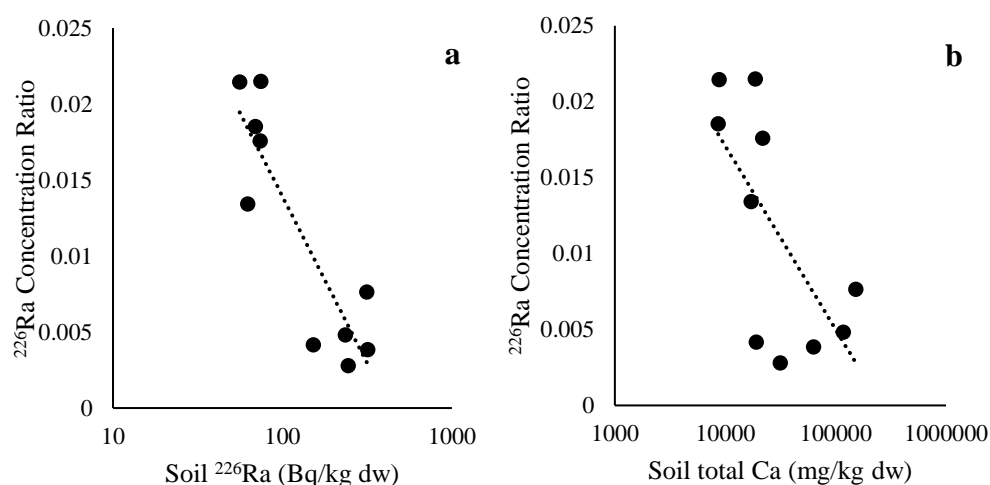 a
0.025
0.02
0.015
0.01
0.005
0
²²⁶Ra Concentration Ratio
10 100 1000
Soil ²²⁶Ra (Bq/kg dw)
b
0.025
0.02
0.015
0.01
0.005
0
²²⁶Ra Concentration Ratio
1000 10000 100000 1000000
Soil total Ca (mg/kg dw)